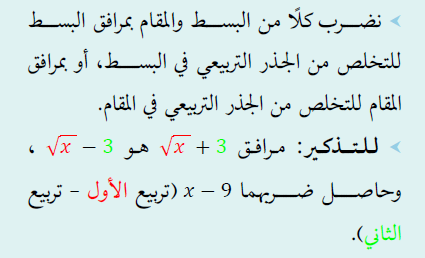 نضرب كلًا من البسط والمقام بمرافق البسط
للتخلص من الجذر التربيعي في البسط، أو بمرافق
المقام للتخلص من الجذر التربيعي في المقام.
للتذكير: مرافق √x + 3 هو √x − 3 ،
وحاصل ضربهما x − 9 (تربيع الأول - تربيع
الثاني).